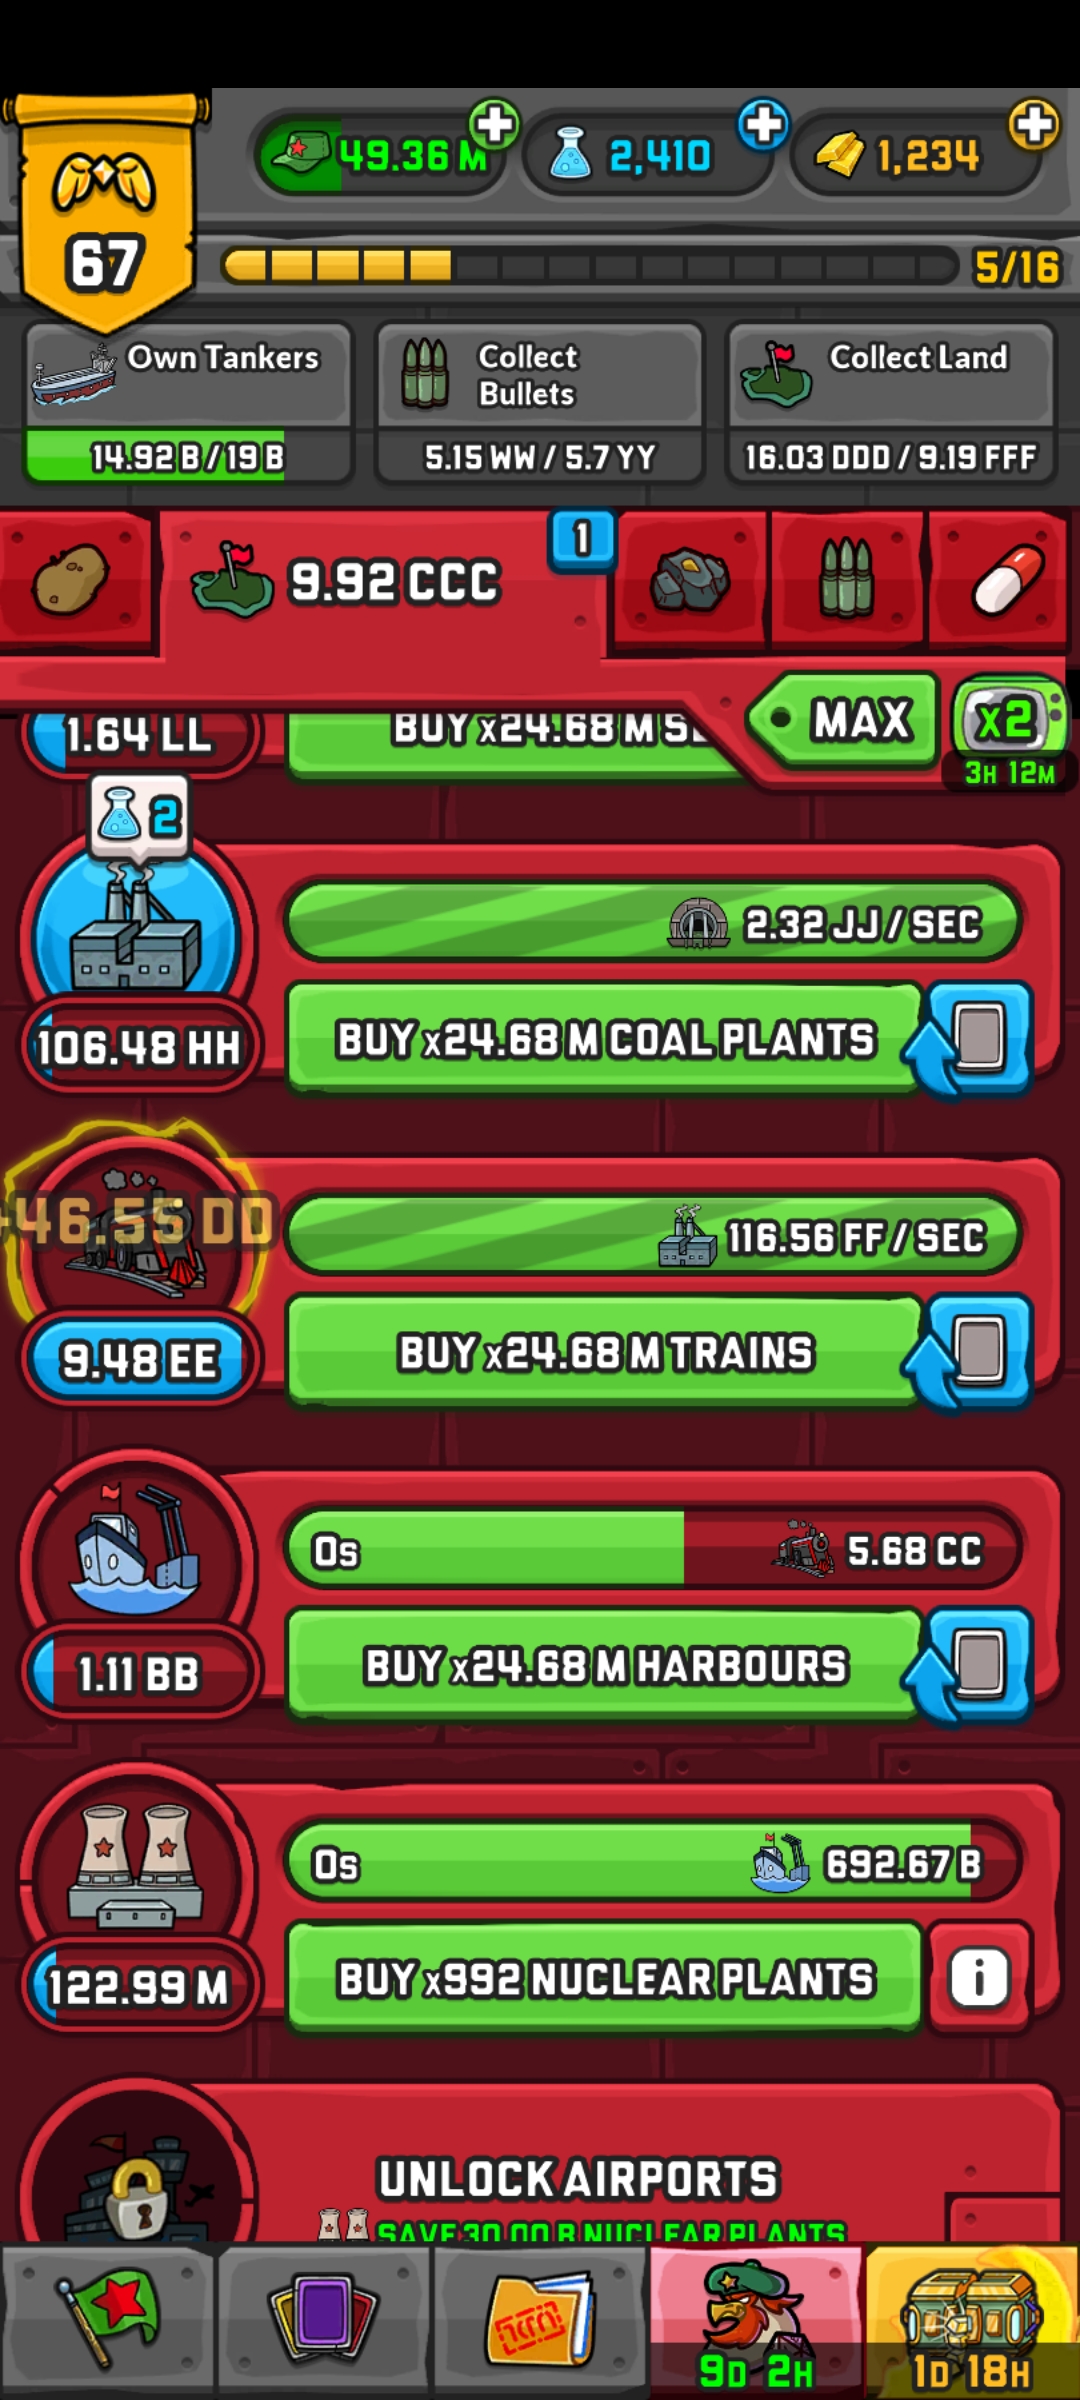 49.36 M
2,410
1,234
67
5/16
Own Tankers
Collect
Bullets
Collect Land
14.92 B / 19 B
5.15 WW / 5.7 YY
16.03 DDD / 9.19 FFF
9.92 CCC
1
MAX
x2
3H 12M
1.64 LL
BUY x24.68 M
2
2.32 JJ / SEC
106.48 HH
BUY x24.68 M COAL PLANTS
46.55 DD
116.56 FF / SEC
9.48 EE
BUY x24.68 M TRAINS
0s
5.68 CC
1.11 BB
BUY x24.68 M HARBOURS
0s
692.67 B
122.99 M
BUY x992 NUCLEAR PLANTS
i
UNLOCK AIRPORTS
SAVE 30.00 B NUCLEAR PLANTS
9D 2H
1D 18H